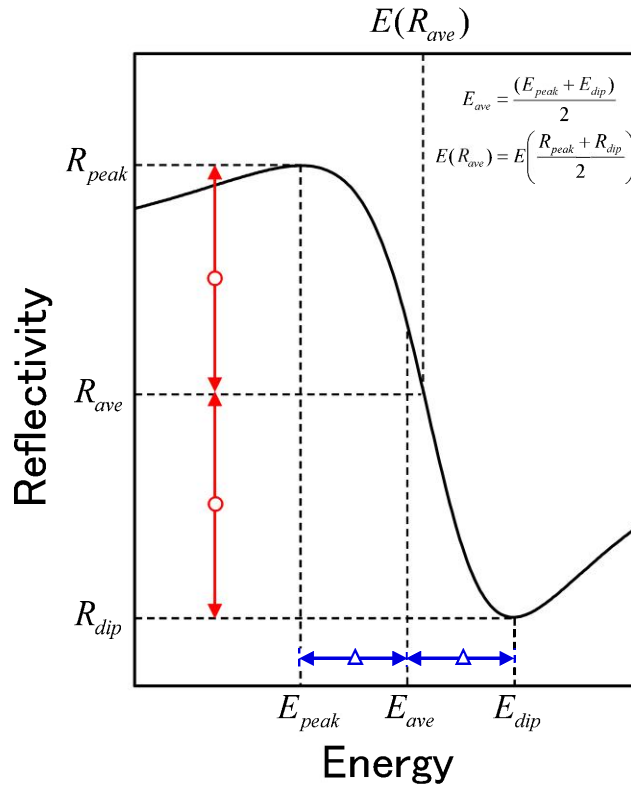 E(R_ave)
E_ave = (E_peak + E_dip) / 2
E(R_ave) = E((R_peak + R_dip) / 2)
R_peak
R_ave
R_dip
Reflectivity
E_peak E_ave E_dip
Energy